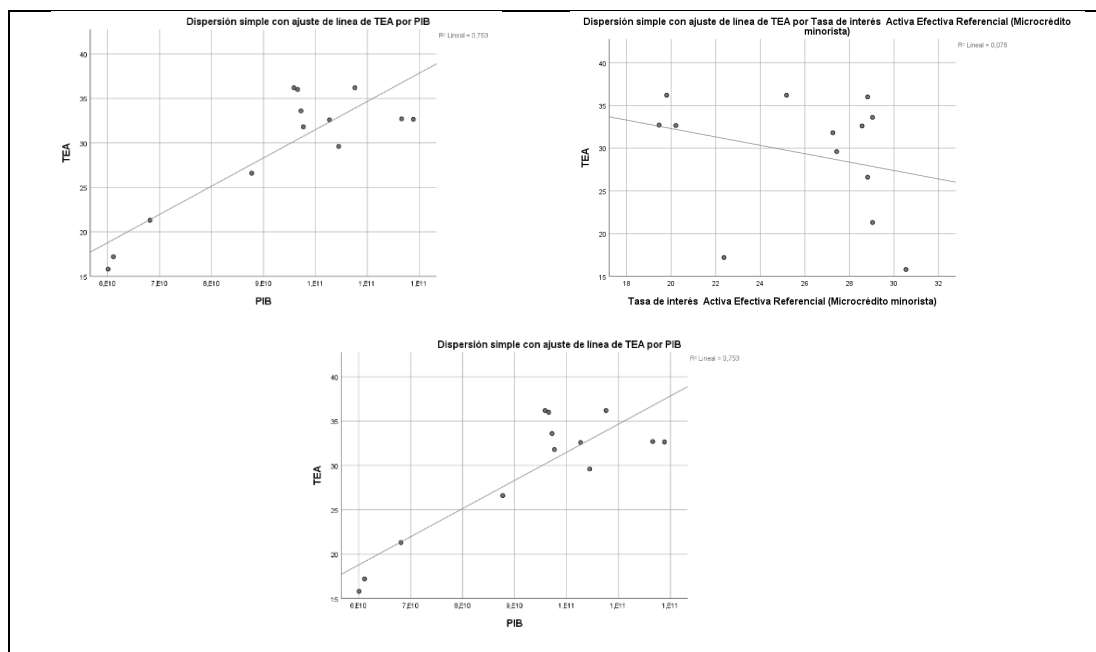 Dispersión simple con ajuste de línea de TEA por PIB
R² Lineal = 0,753
40
35
30
25
20
15
TEA
6,E10 7,E10 8,E10 9,E10 1,E11 1,E11 1,E11
PIB
Dispersión simple con ajuste de línea de TEA por Tasa de interés Activa Efectiva Referencial (Microcrédito
minorista)
R² Lineal = 0,078
40
35
30
25
20
15
TEA
18 20 22 24 26 28 30 32
Tasa de interés Activa Efectiva Referencial (Microcrédito minorista)
Dispersión simple con ajuste de línea de TEA por PIB
R² Lineal = 0,753
40
35
30
25
20
15
TEA
6,E10 7,E10 8,E10 9,E10 1,E11 1,E11 1,E11
PIB